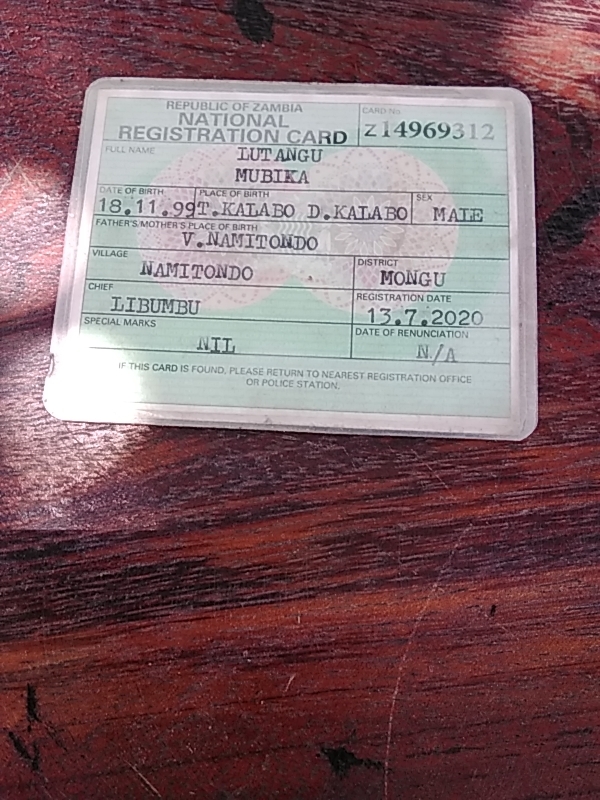 REPUBLIC OF ZAMBIA
NATIONAL
REGISTRATION CARD
CARD No.
Z14969312
FULL NAME
LUTANGU
MUBIKA
DATE OF BIRTH
18.11.99
PLACE OF BIRTH
T.KALABO D.KALABO
SEX
MALE
FATHER'S/MOTHER'S PLACE OF BIRTH
V.NAMITONDO
VILLAGE
NAMITONDO
DISTRICT
MONGU
CHIEF
LIBUMBU
REGISTRATION DATE
13.7.2020
SPECIAL MARKS
NIL
DATE OF RENUNCIATION
N/A
IF THIS CARD IS FOUND, PLEASE RETURN TO NEAREST REGISTRATION OFFICE
OR POLICE STATION.